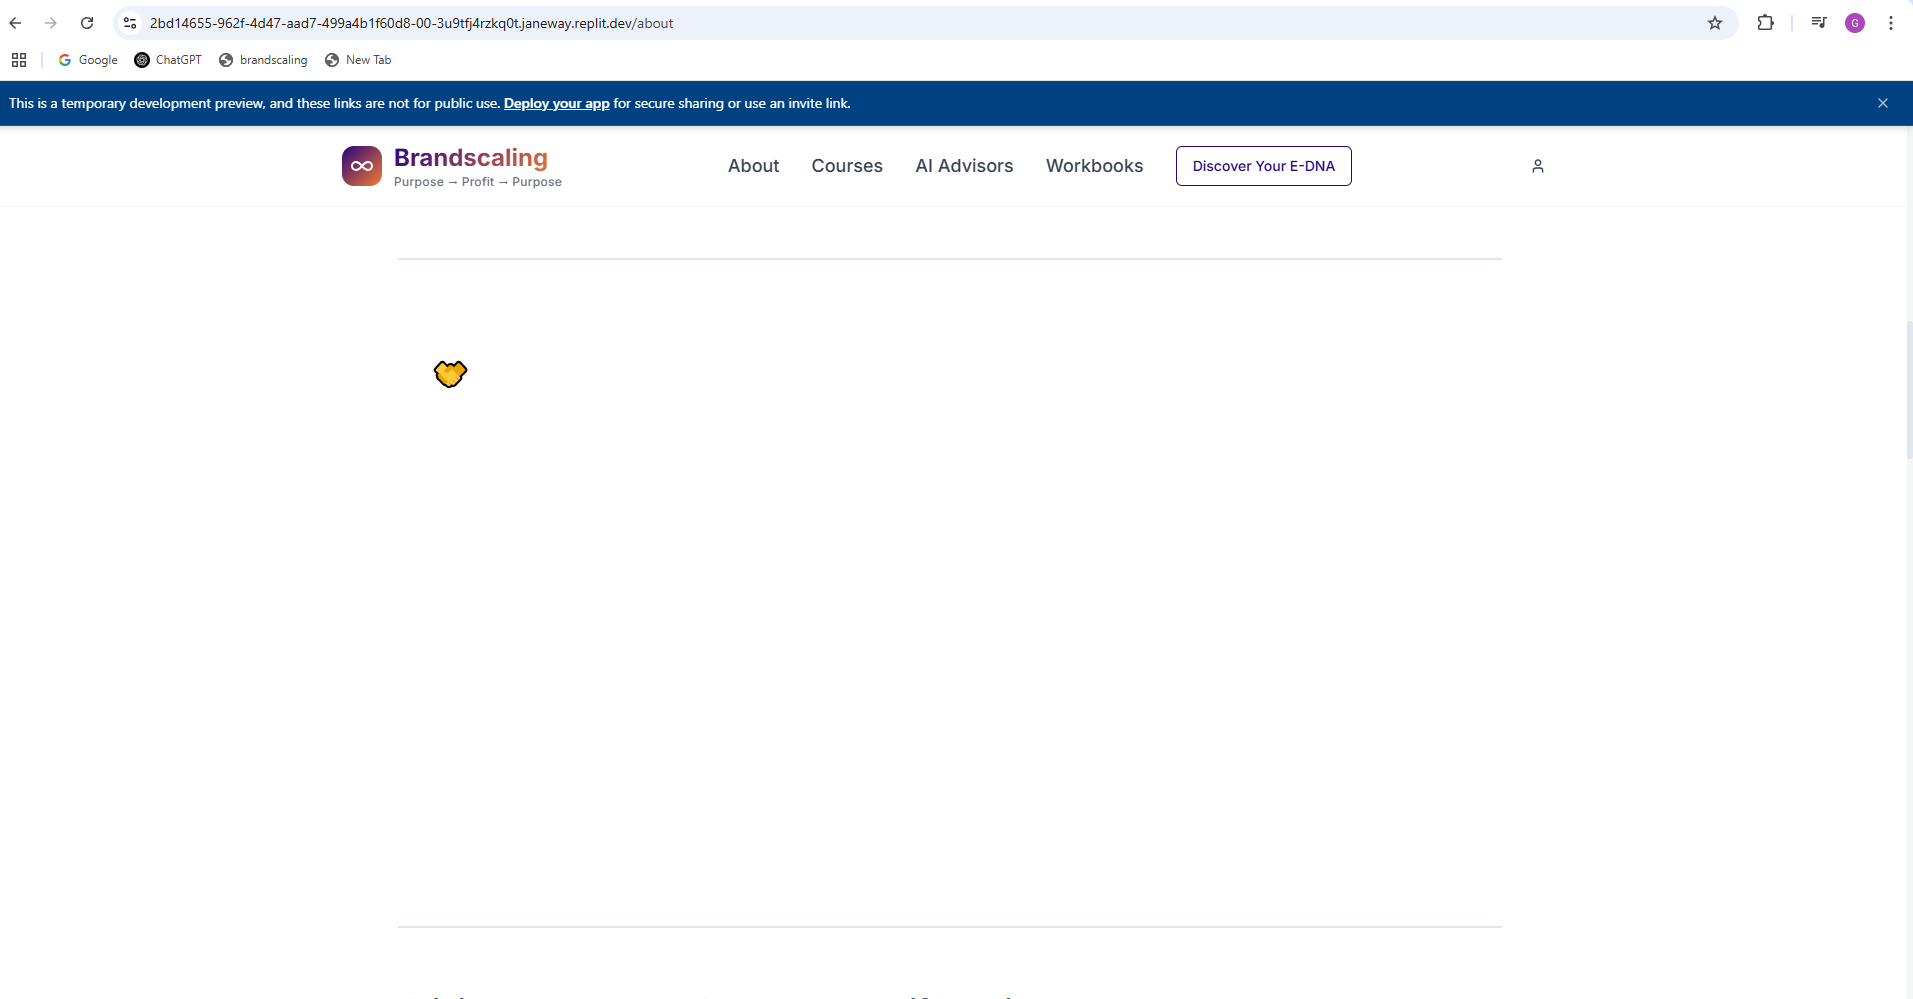 2bd14655-962f-4d47-aad7-499a4b1f60d8-00-3u9tfj4rzkq0t.janeway.replit.dev/about
G
Google
ChatGPT
brandscaling
New Tab
This is a temporary development preview, and these links are not for public use. Deploy your app for secure sharing or use an invite link.
Brandscaling
Purpose → Profit → Purpose
About
Courses
AI Advisors
Workbooks
Discover Your E-DNA